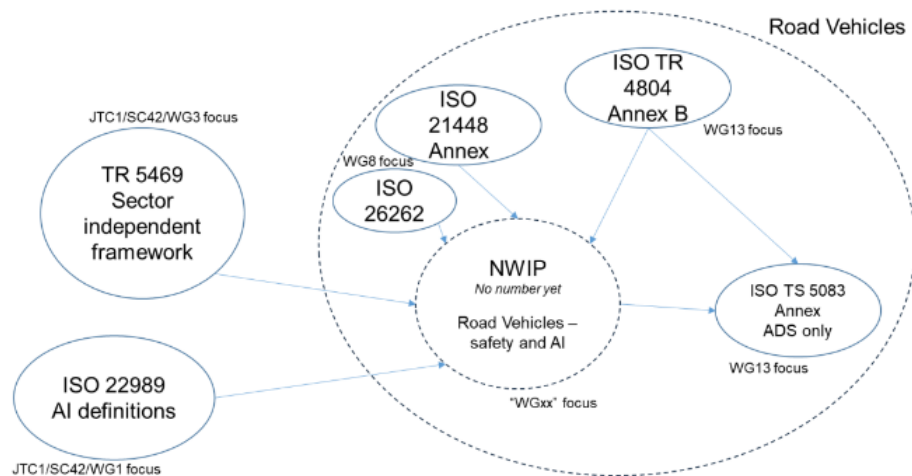 Road Vehicles
ISO TR
4804
Annex B
WG13 focus
ISO
21448
Annex
WG8 focus
ISO
26262
JTC1/SC42/WG3 focus
TR 5469
Sector
independent
framework
NWIP
No number yet
Road Vehicles –
safety and AI
"WGxx" focus
ISO TS 5083
Annex
ADS only
WG13 focus
ISO 22989
AI definitions
JTC1/SC42/WG1 focus